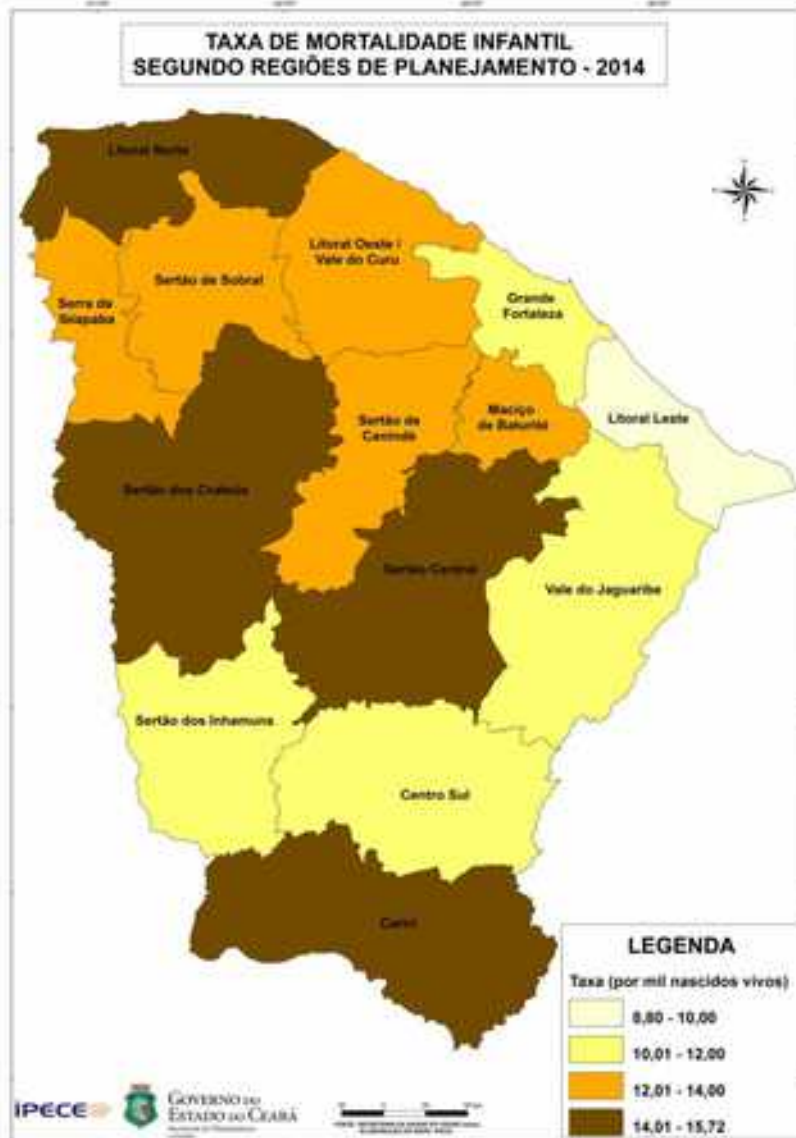 TAXA DE MORTALIDADE INFANTIL
SEGUNDO REGIÕES DE PLANEJAMENTO - 2014
Litoral Norte
Litoral Oeste /
Vale do Curu
Sertão de Sobral
Grande
Fortaleza
Serra da
Ibiapaba
Litoral Leste
Maciço
de Baturité
Sertão de
Canindé
Sertão dos Crateús
Sertão Central
Vale do Jaguaribe
Sertão dos Inhamuns
Centro Sul
Cariri
LEGENDA
Taxa (por mil nascidos vivos)
8,80 - 10,00
10,01 - 12,00
12,01 - 14,00
14,01 - 15,72
IPECE
GOVERNO DO
ESTADO DO CEARÁ